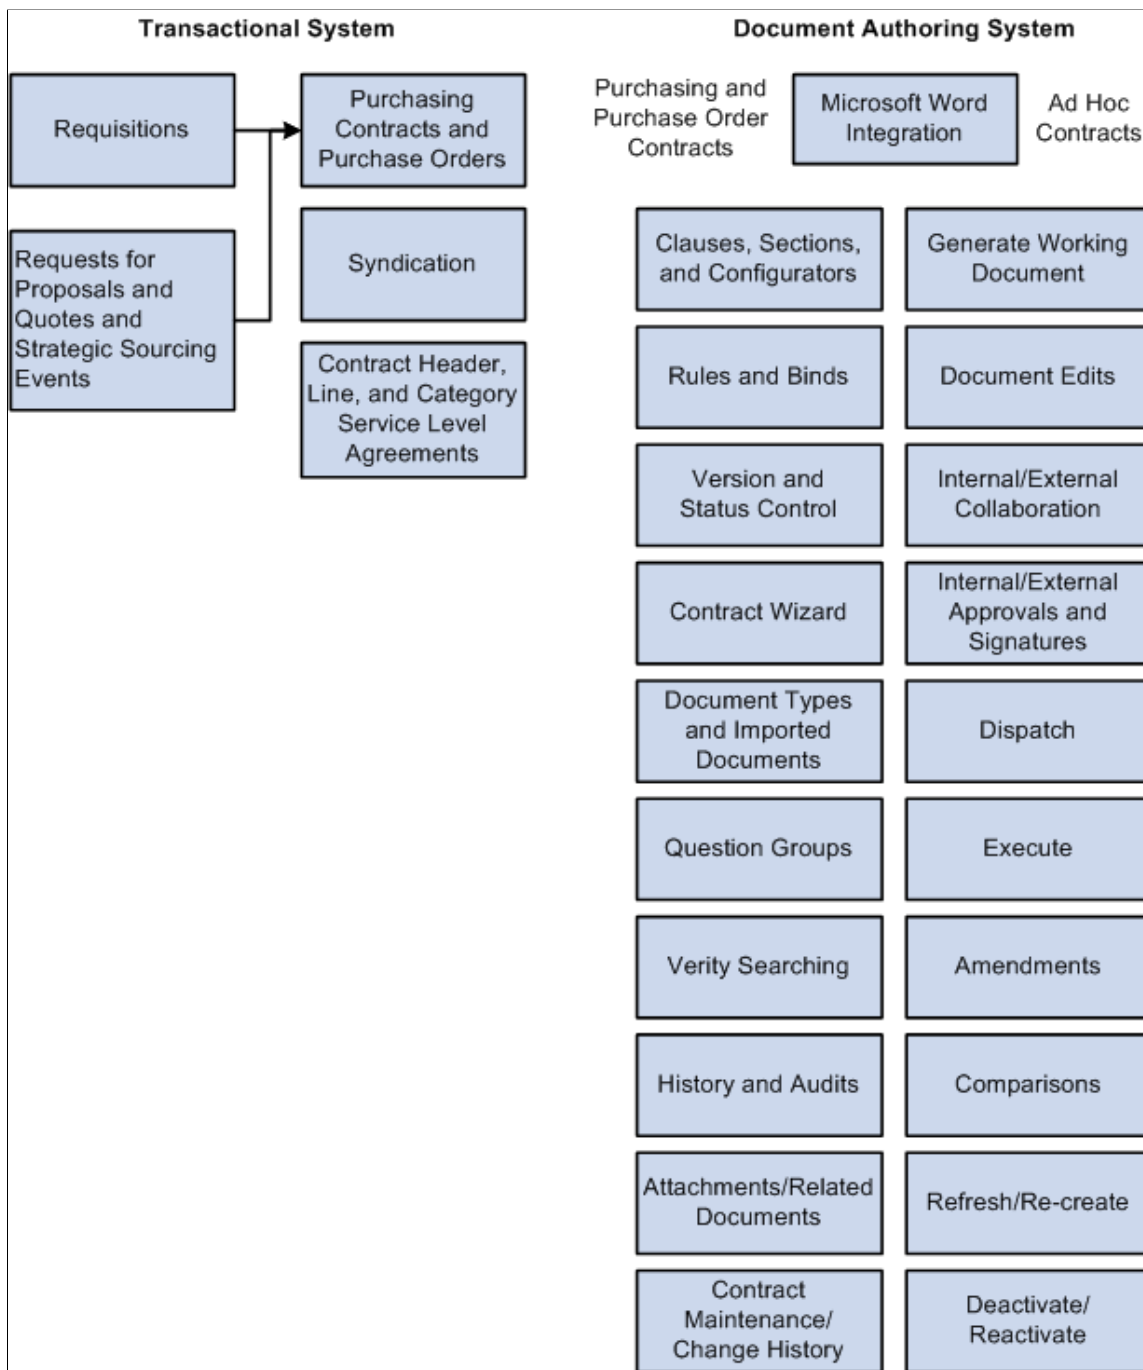 Transactional System
Requisitions
Purchasing
Contracts and
Purchase Orders
Requests for
Proposals and
Quotes and
Strategic Sourcing
Events
Syndication
Contract Header,
Line, and Category
Service Level
Agreements
Document Authoring System
Purchasing and
Purchase Order
Contracts
Microsoft Word
Integration
Ad Hoc
Contracts
Clauses, Sections,
and Configurators
Generate Working
Document
Rules and Binds
Document Edits
Version and
Status Control
Internal/External
Collaboration
Contract Wizard
Internal/External
Approvals and
Signatures
Document Types
and Imported
Documents
Dispatch
Question Groups
Execute
Verity Searching
Amendments
History and Audits
Comparisons
Attachments/Related
Documents
Refresh/Re-create
Contract
Maintenance/
Change History
Deactivate/
Reactivate